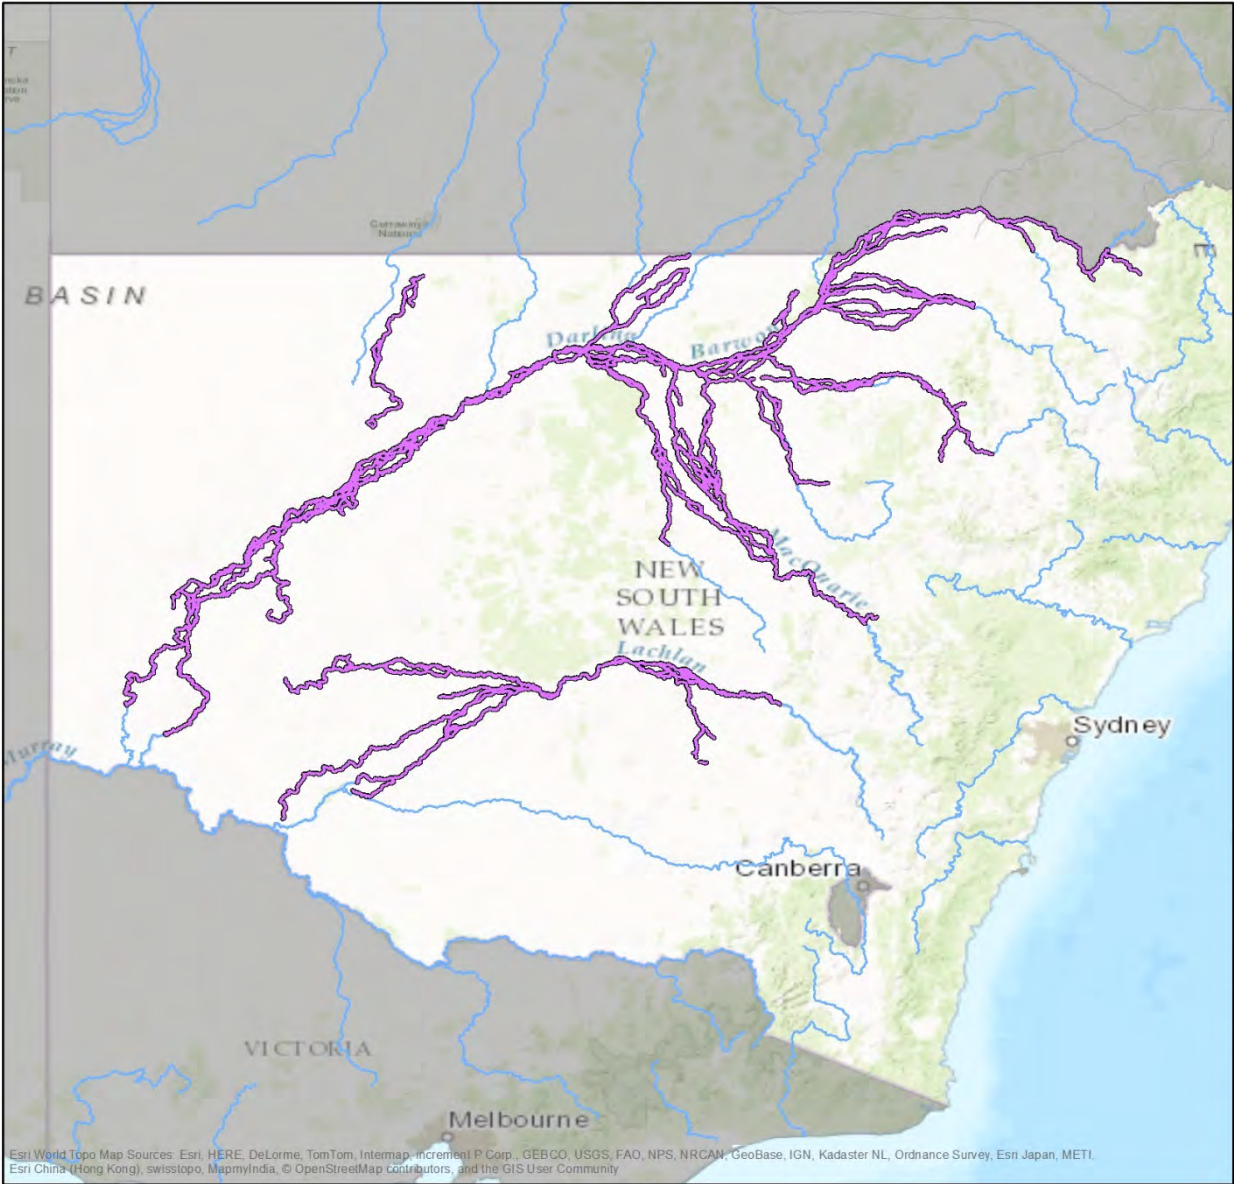 T
Currawinya
Nation
E
BASIN
Darling
Barwon
MacQuarie
NEW
SOUTH
WALES
Lachlan
Sydney
Murray
Canberra
VICTORIA
Melbourne
Esri World Topo Map Sources: Esri, HERE, DeLorme, TomTom, Intermap, increment P Corp., GEBCO, USGS, FAO, NPS, NRCAN, GeoBase, IGN, Kadaster NL, Ordnance Survey, Esri Japan, METI,
Esri China (Hong Kong), swisstopo, MapmyIndia, © OpenStreetMap contributors, and the GIS User Community